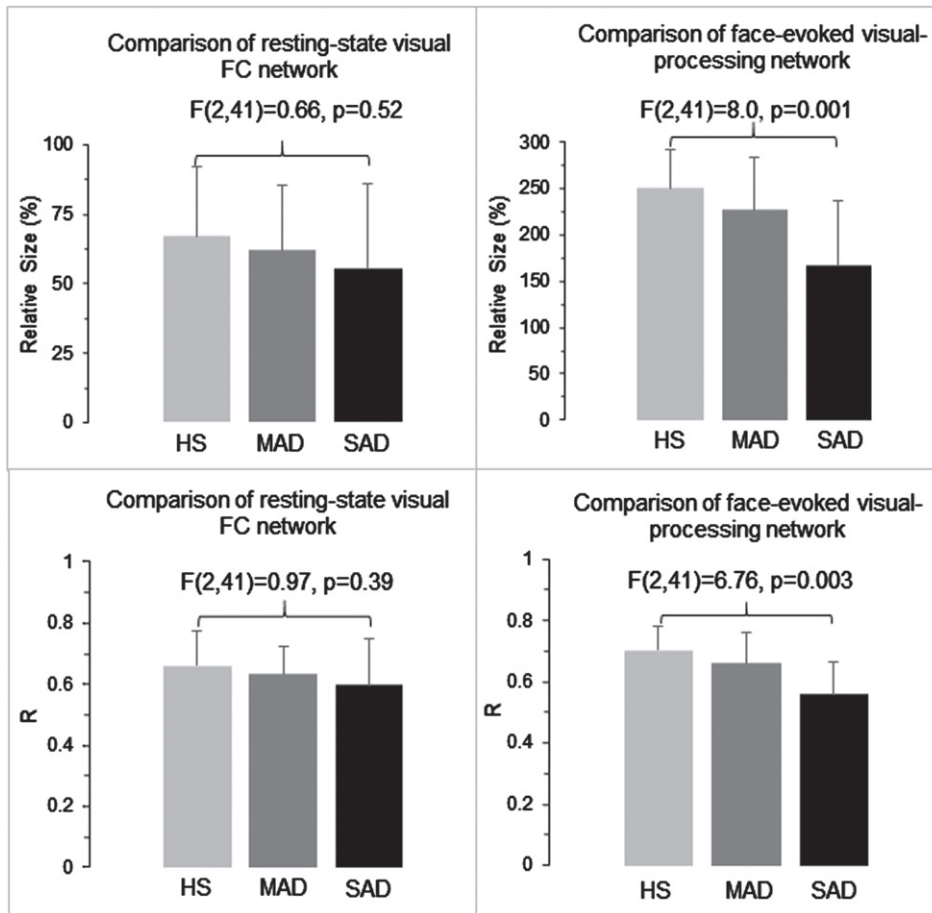 Comparison of resting-state visual
FC network
F(2,41)=0.66, p=0.52
Relative Size (%)
100
75
50
25
0
HS MAD SAD
Comparison of face-evoked visual-
processing network
F(2,41)=8.0, p=0.001
Relative Size (%)
300
250
200
150
100
50
0
HS MAD SAD
Comparison of resting-state visual
FC network
F(2,41)=0.97, p=0.39
R
1
0.8
0.6
0.4
0.2
0
HS MAD SAD
Comparison of face-evoked visual-
processing network
F(2,41)=6.76, p=0.003
R
1
0.8
0.6
0.4
0.2
0
HS MAD SAD